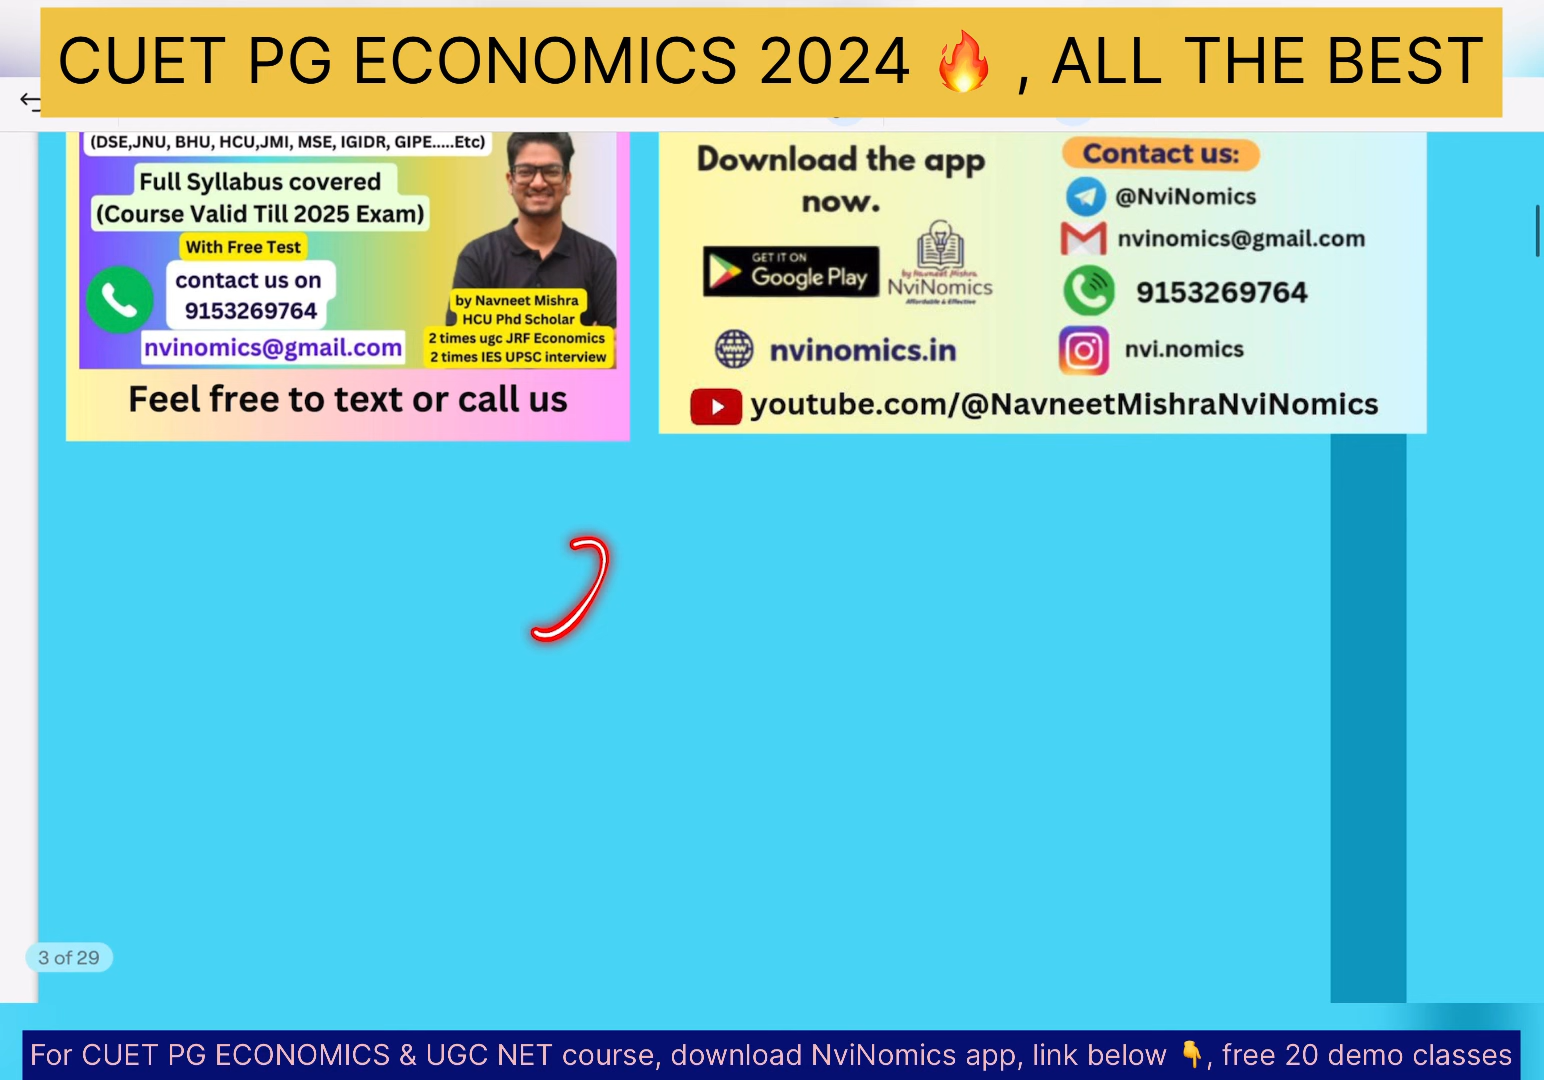 CUET PG ECONOMICS 2024 🔥 , ALL THE BEST
(DSE,JNU, BHU, HCU,JMI, MSE, IGIDR, GIPE.....Etc)
Full Syllabus covered
(Course Valid Till 2025 Exam)
With Free Test
contact us on
9153269764
nvinomics@gmail.com
by Navneet Mishra
HCU Phd Scholar
2 times ugc JRF Economics
2 times IES UPSC interview
Feel free to text or call us
Download the app
now.
GET IT ON
Google Play
by Navneet Mishra
NviNomics
Affordable & Effective
nvinomics.in
Contact us:
@NviNomics
nvinomics@gmail.com
9153269764
nvi.nomics
youtube.com/@NavneetMishraNviNomics
3 of 29
For CUET PG ECONOMICS & UGC NET course, download NviNomics app, link below 👇, free 20 demo classes